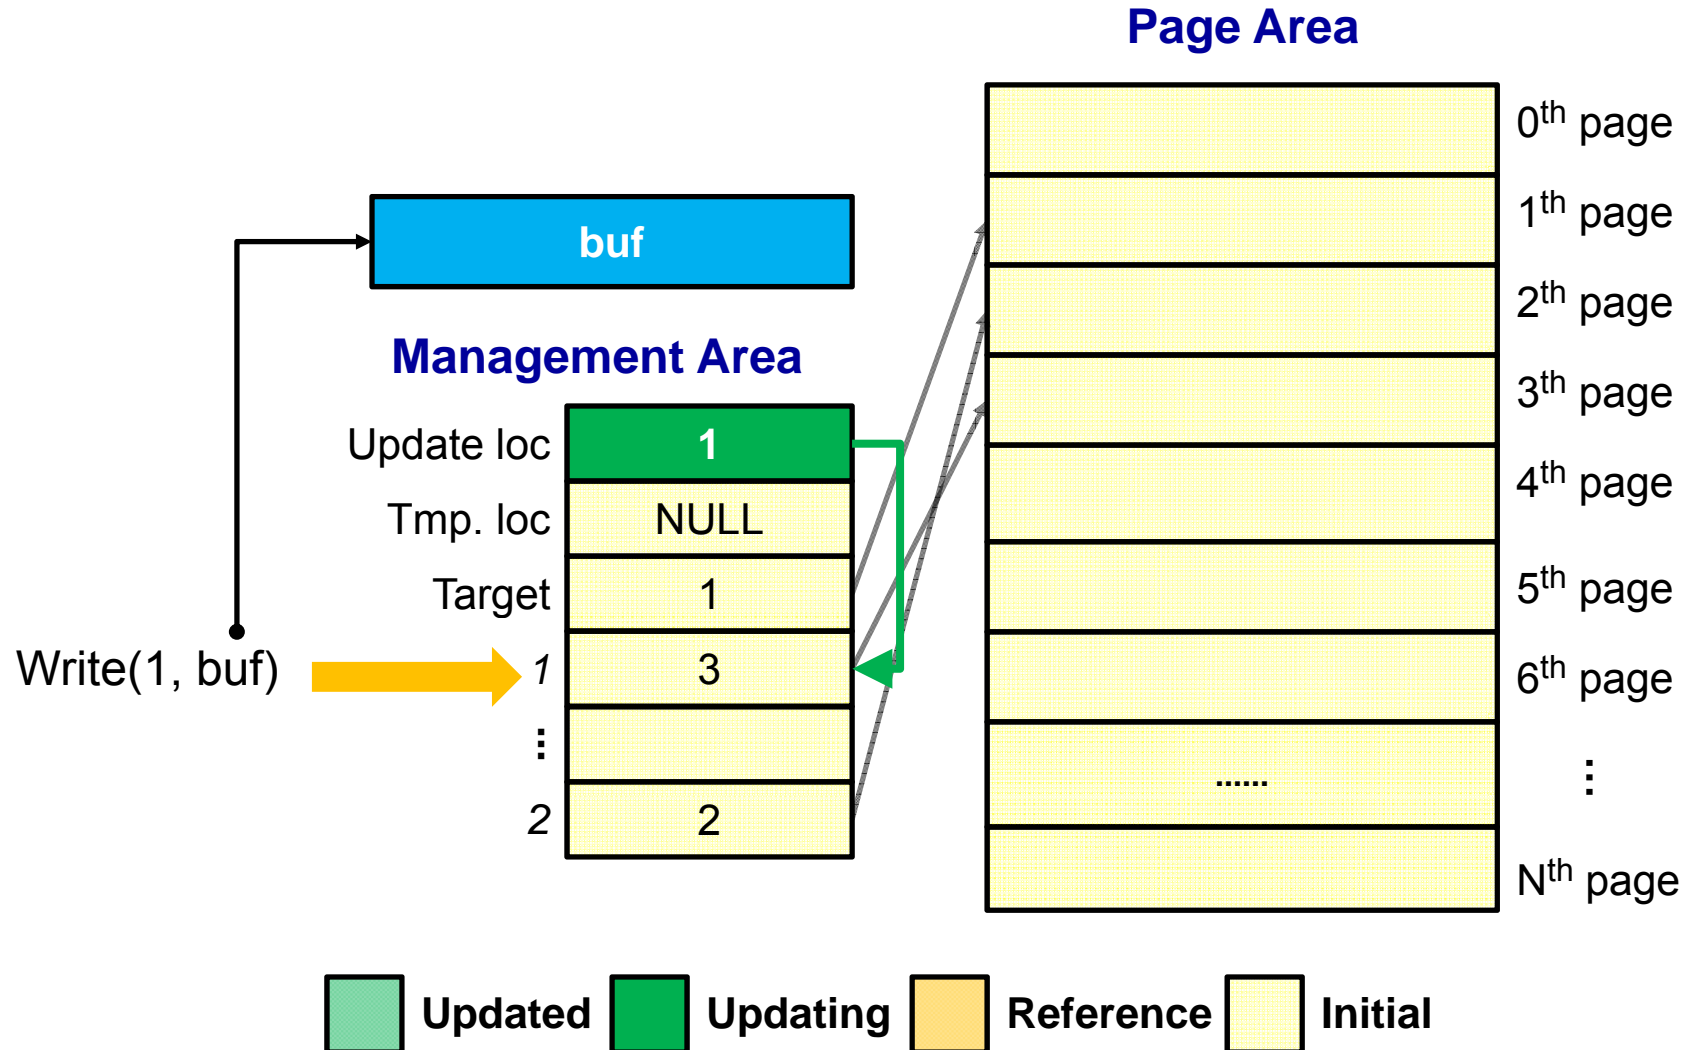 Page Area
0th page
1th page
buf
2th page
Management Area
3th page
Update loc 1
4th page
Tmp. loc NULL
Target 1
5th page
Write(1, buf) 1 3
6th page
⋮
...... ⋮
2 2
Nth page
Updated Updating Reference Initial